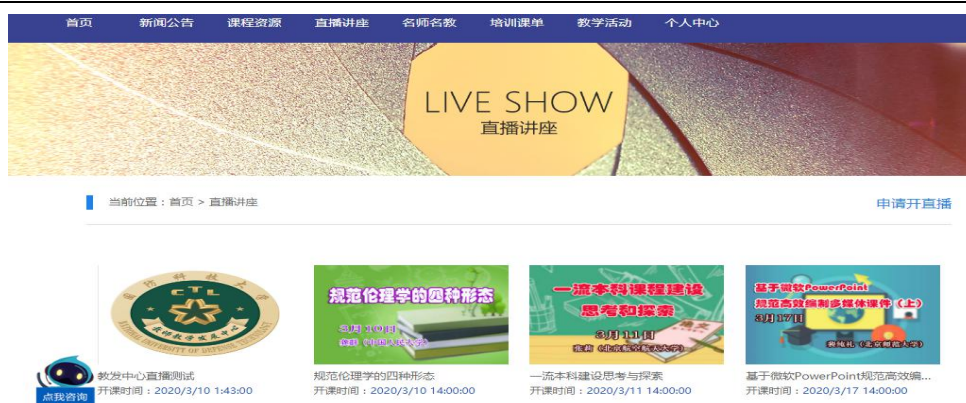 首页 新闻公告 课程资源 直播讲座 名师名教 培训课单 教学活动 个人中心
LIVE SHOW
直播讲座
当前位置：首页 > 直播讲座
申请开直播
CTL
规范伦理学的四种形态
3月10日
一流本科课程建设
思考和探索
3月11日
基于微软PowerPoint
规范高效编制多媒体课件（上）
3月17日
教发中心直播测试
开课时间：2020/3/10 1:43:00
规范伦理学的四种形态
开课时间：2020/3/10 14:00:00
一流本科建设思考与探索
开课时间：2020/3/11 14:00:00
基于微软PowerPoint规范高效编...
开课时间：2020/3/17 14:00:00
点我咨询